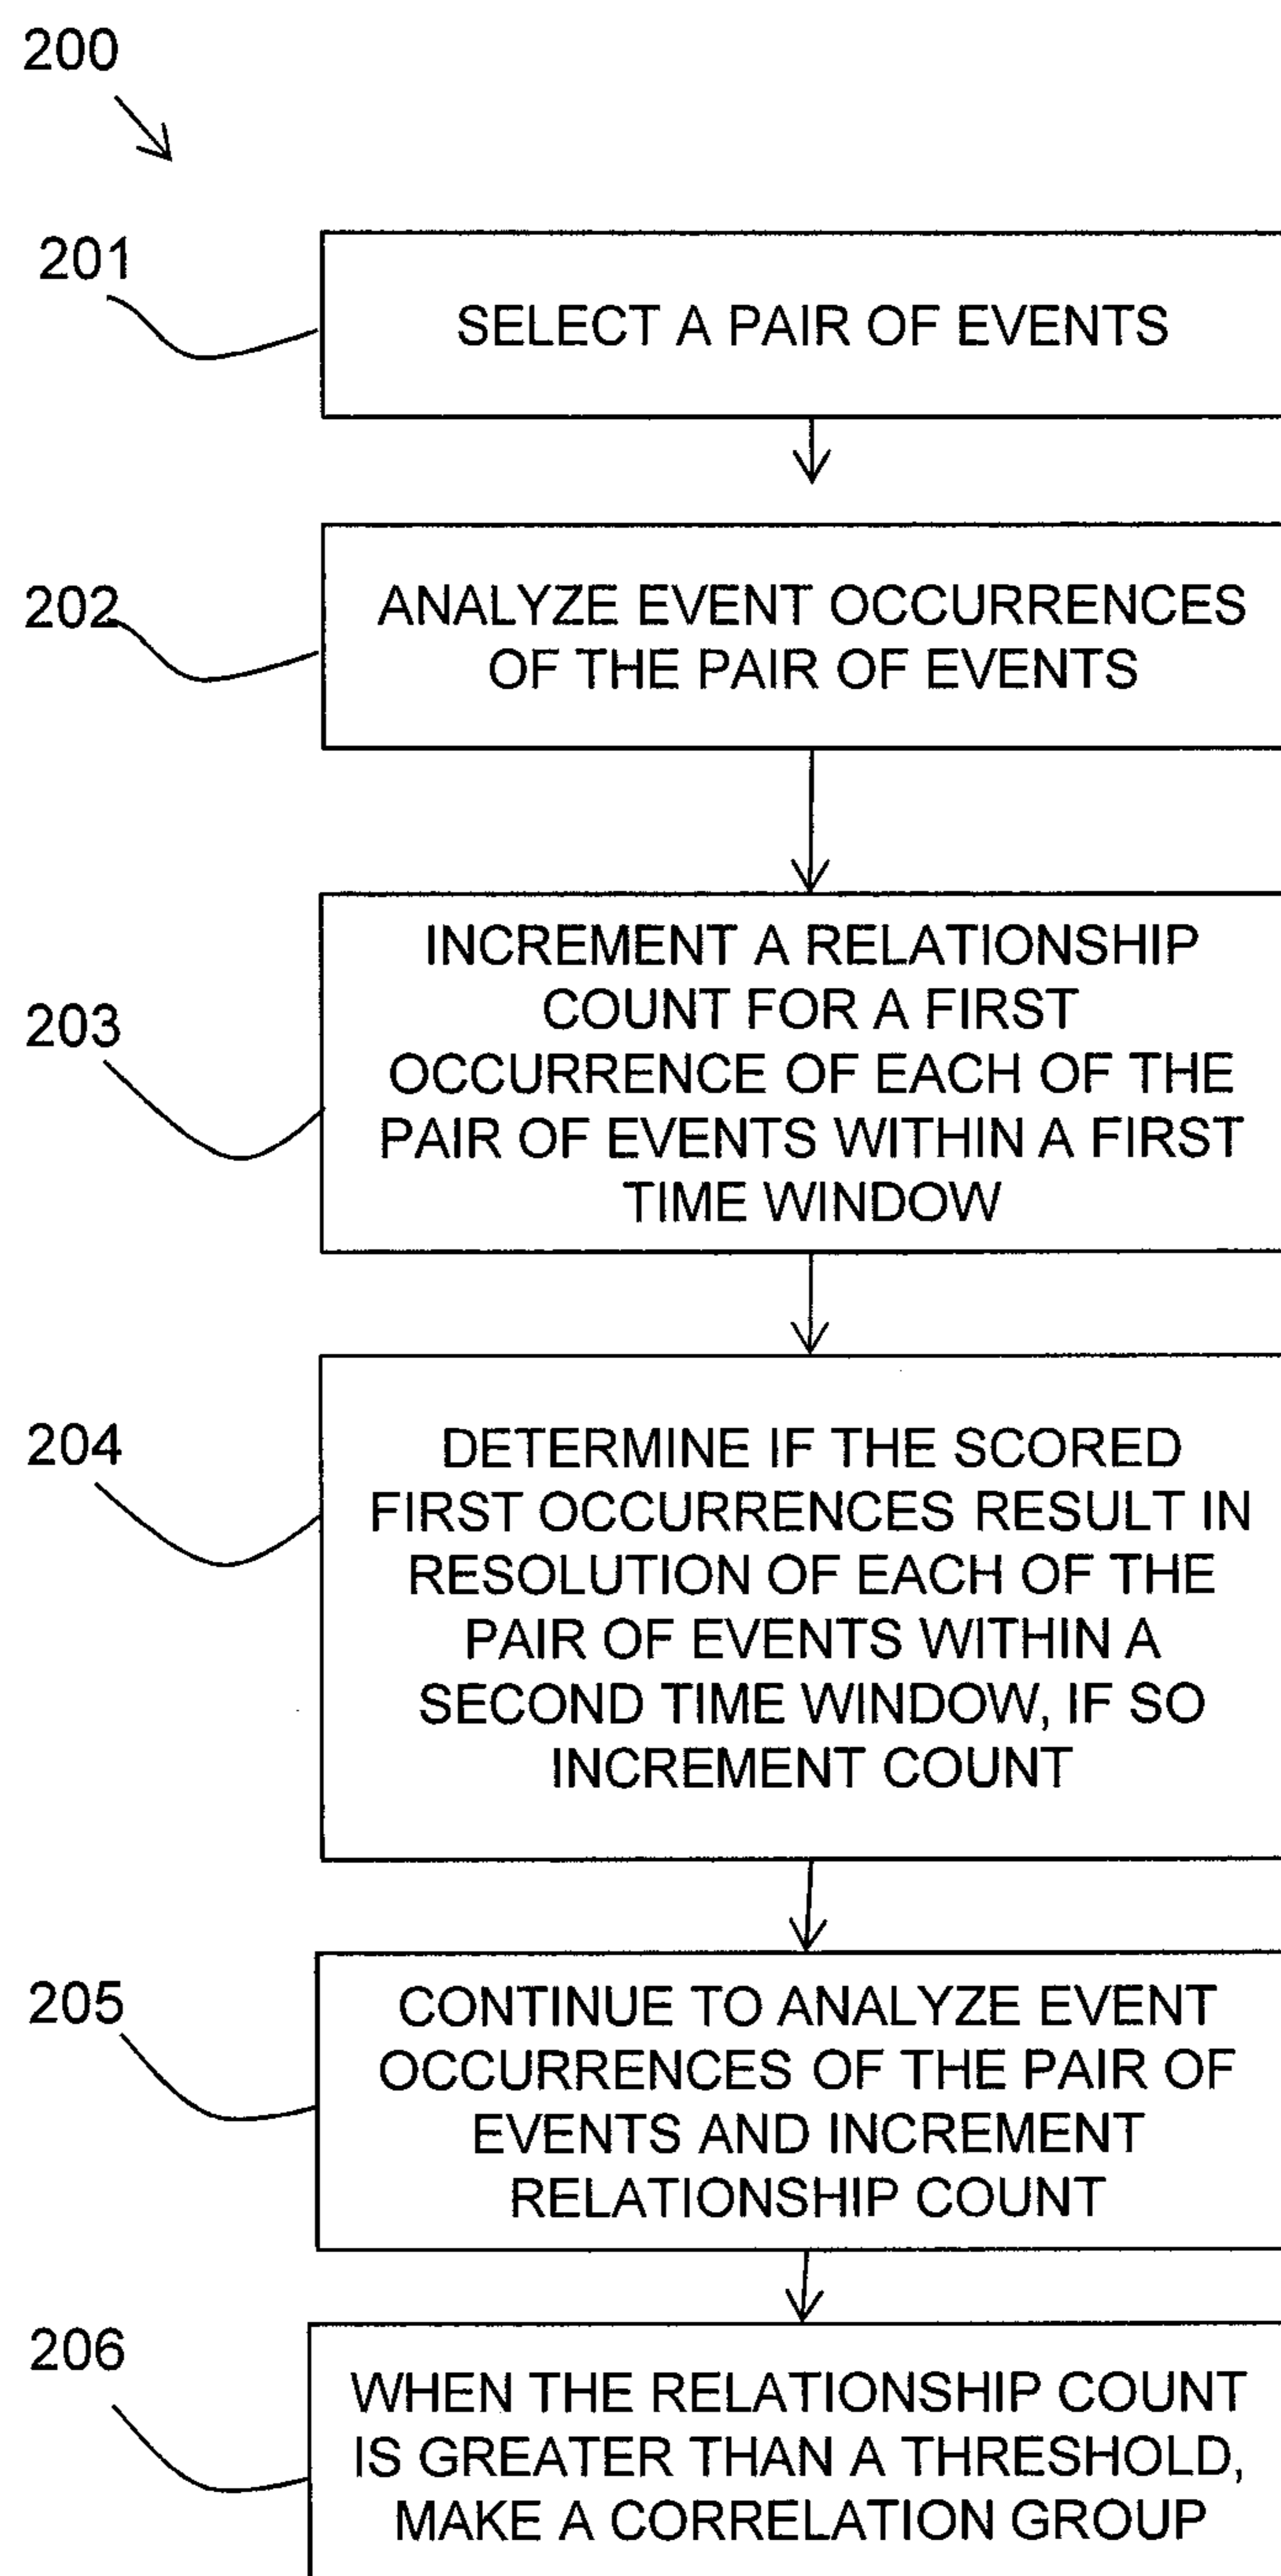 200
201
SELECT A PAIR OF EVENTS
202
ANALYZE EVENT OCCURRENCES
OF THE PAIR OF EVENTS
203
INCREMENT A RELATIONSHIP
COUNT FOR A FIRST
OCCURRENCE OF EACH OF THE
PAIR OF EVENTS WITHIN A FIRST
TIME WINDOW
204
DETERMINE IF THE SCORED
FIRST OCCURRENCES RESULT IN
RESOLUTION OF EACH OF THE
PAIR OF EVENTS WITHIN A
SECOND TIME WINDOW, IF SO
INCREMENT COUNT
205
CONTINUE TO ANALYZE EVENT
OCCURRENCES OF THE PAIR OF
EVENTS AND INCREMENT
RELATIONSHIP COUNT
206
WHEN THE RELATIONSHIP COUNT
IS GREATER THAN A THRESHOLD,
MAKE A CORRELATION GROUP